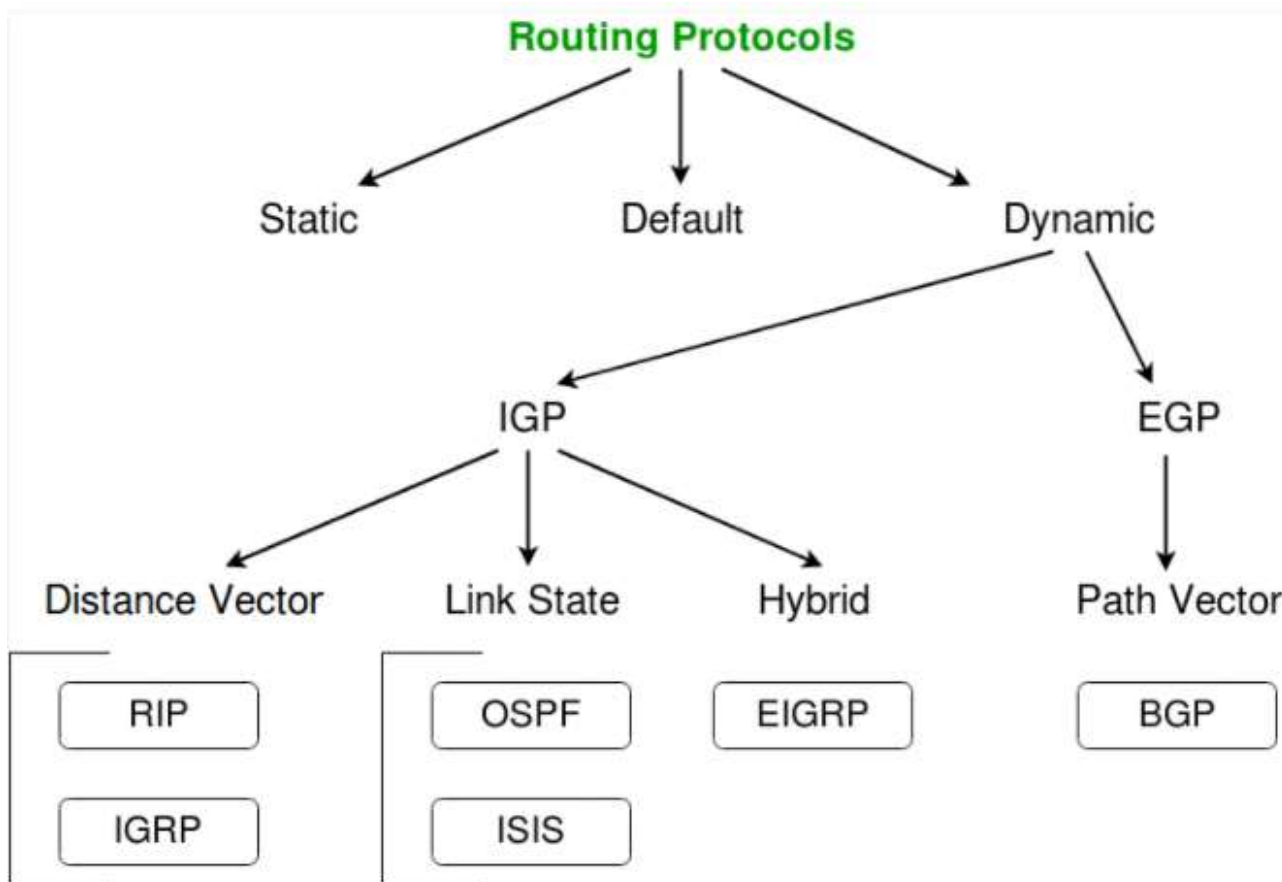 Routing Protocols
Static Default Dynamic
IGP EGP
Distance Vector Link State Hybrid Path Vector
RIP OSPF EIGRP BGP
IGRP ISIS